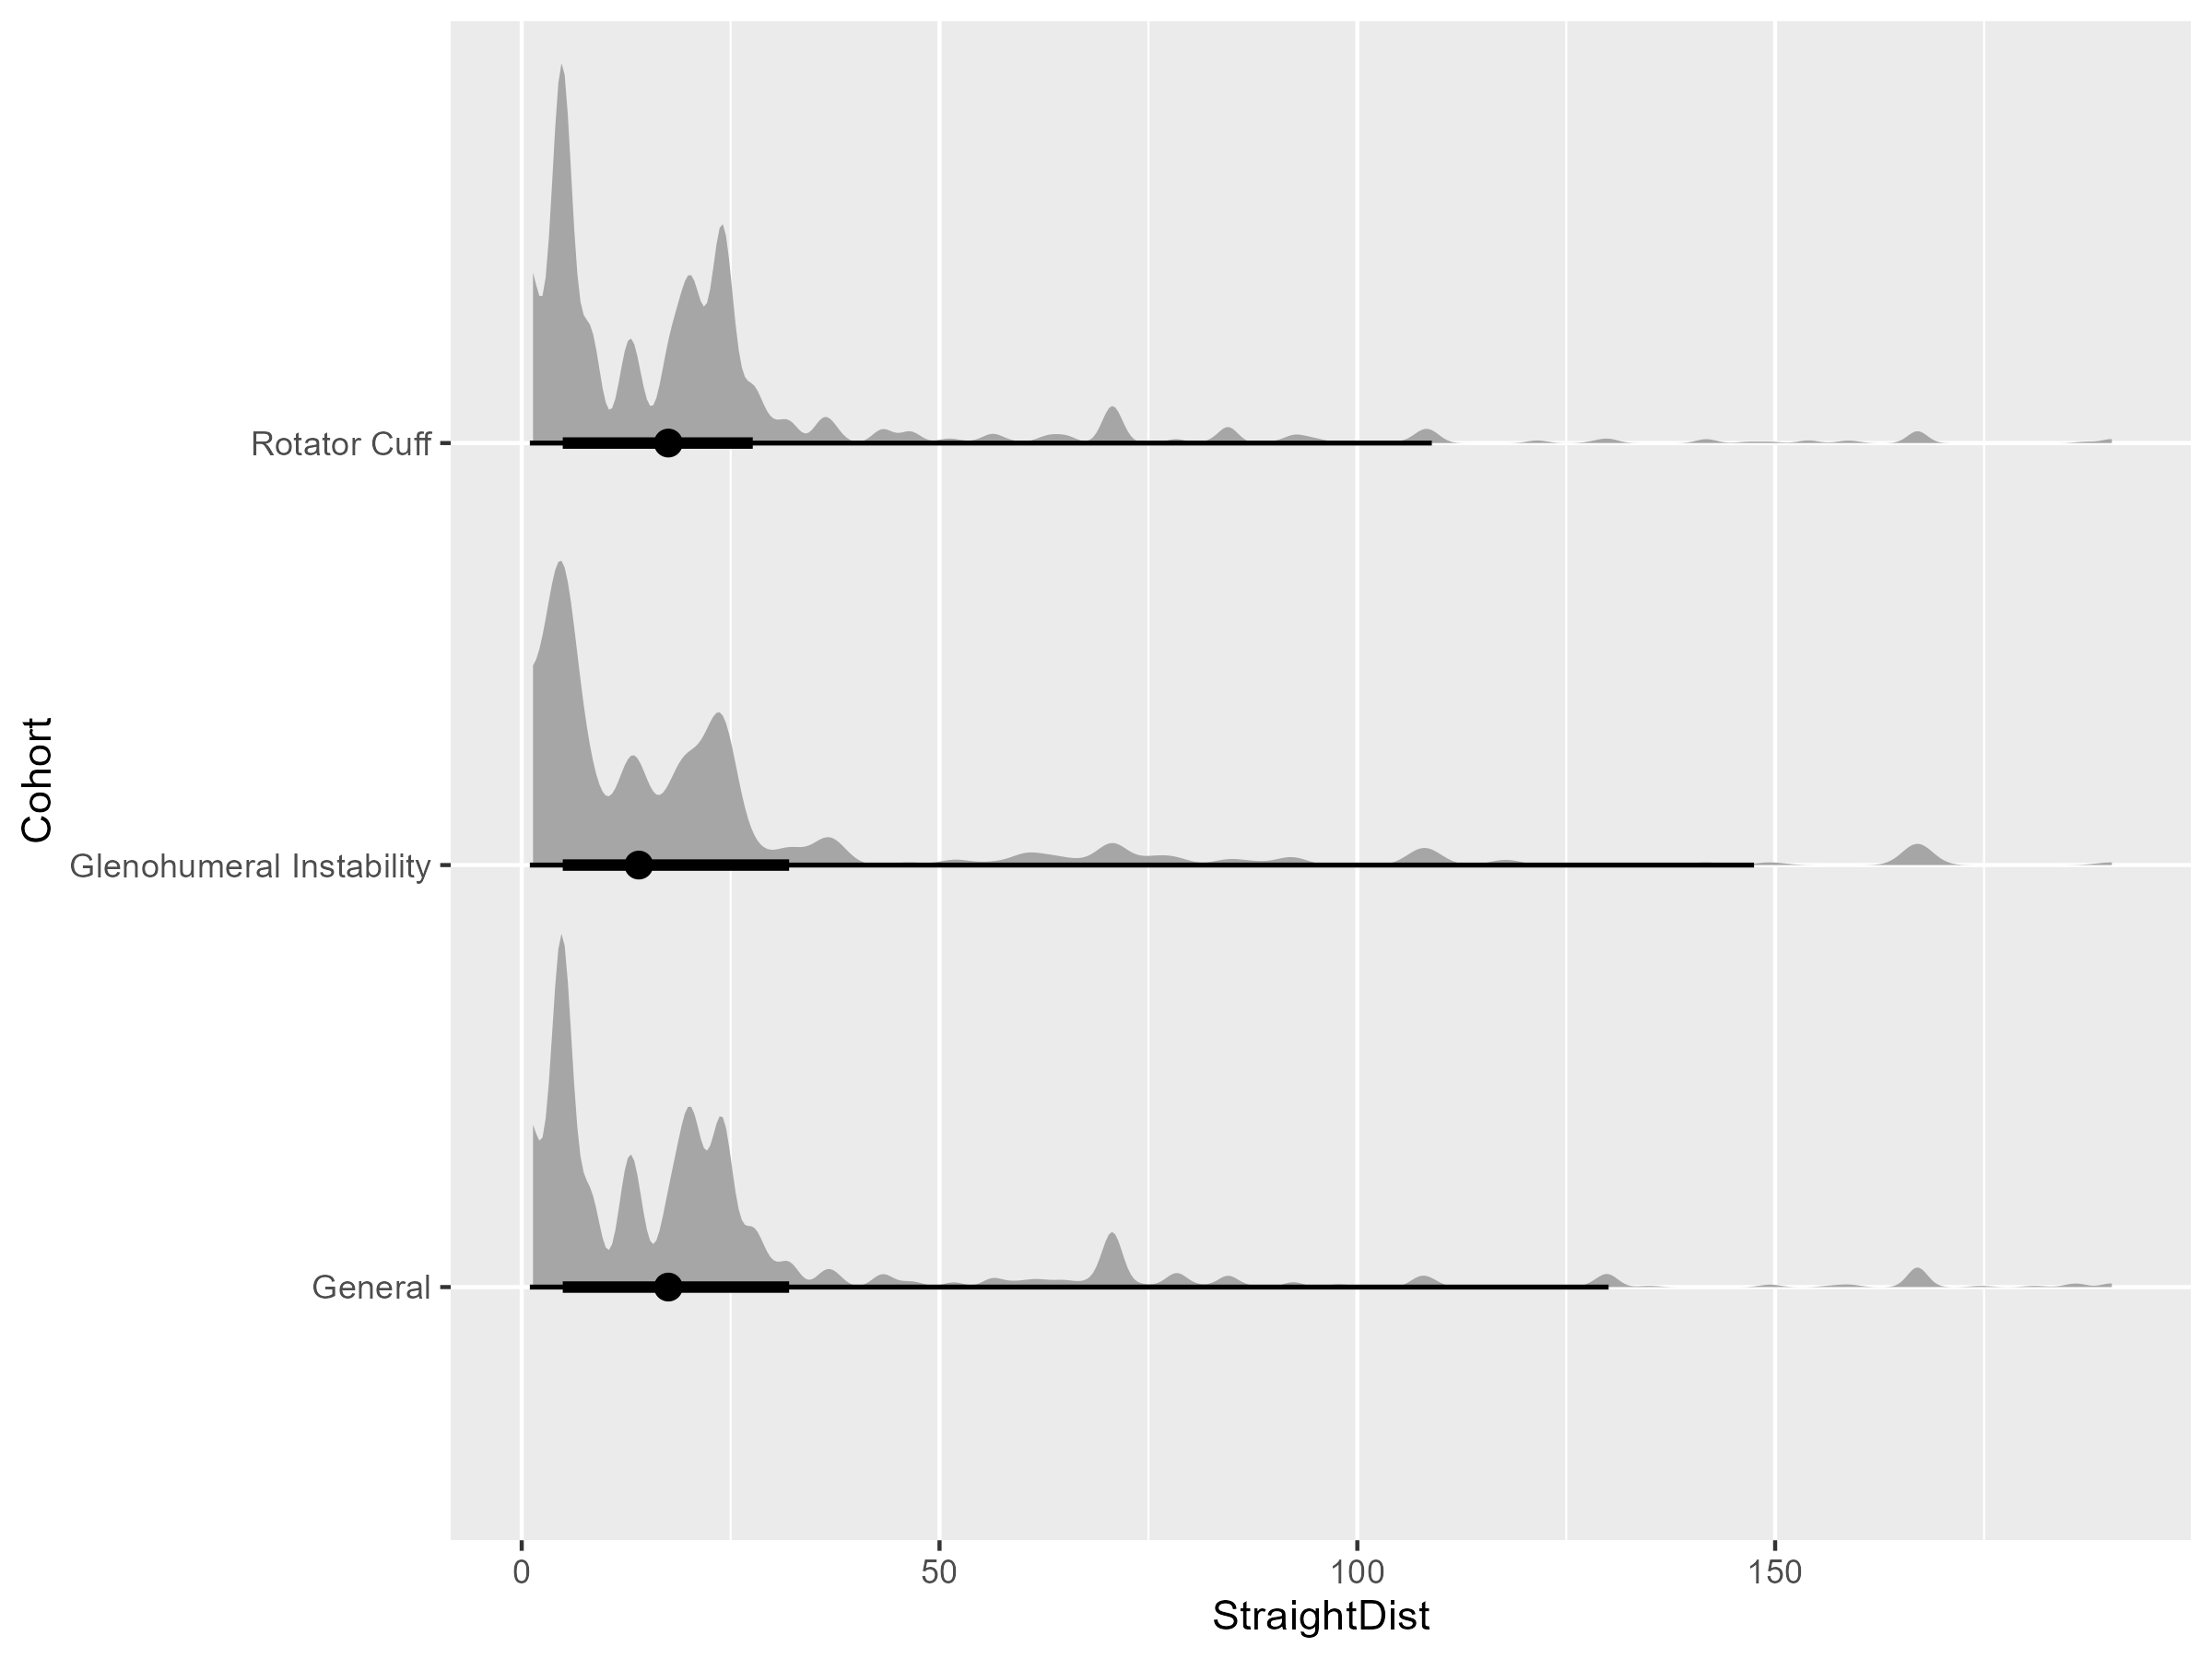 Cohort
Rotator Cuff
Glenohumeral Instability
General
0 50 100 150
StraightDist